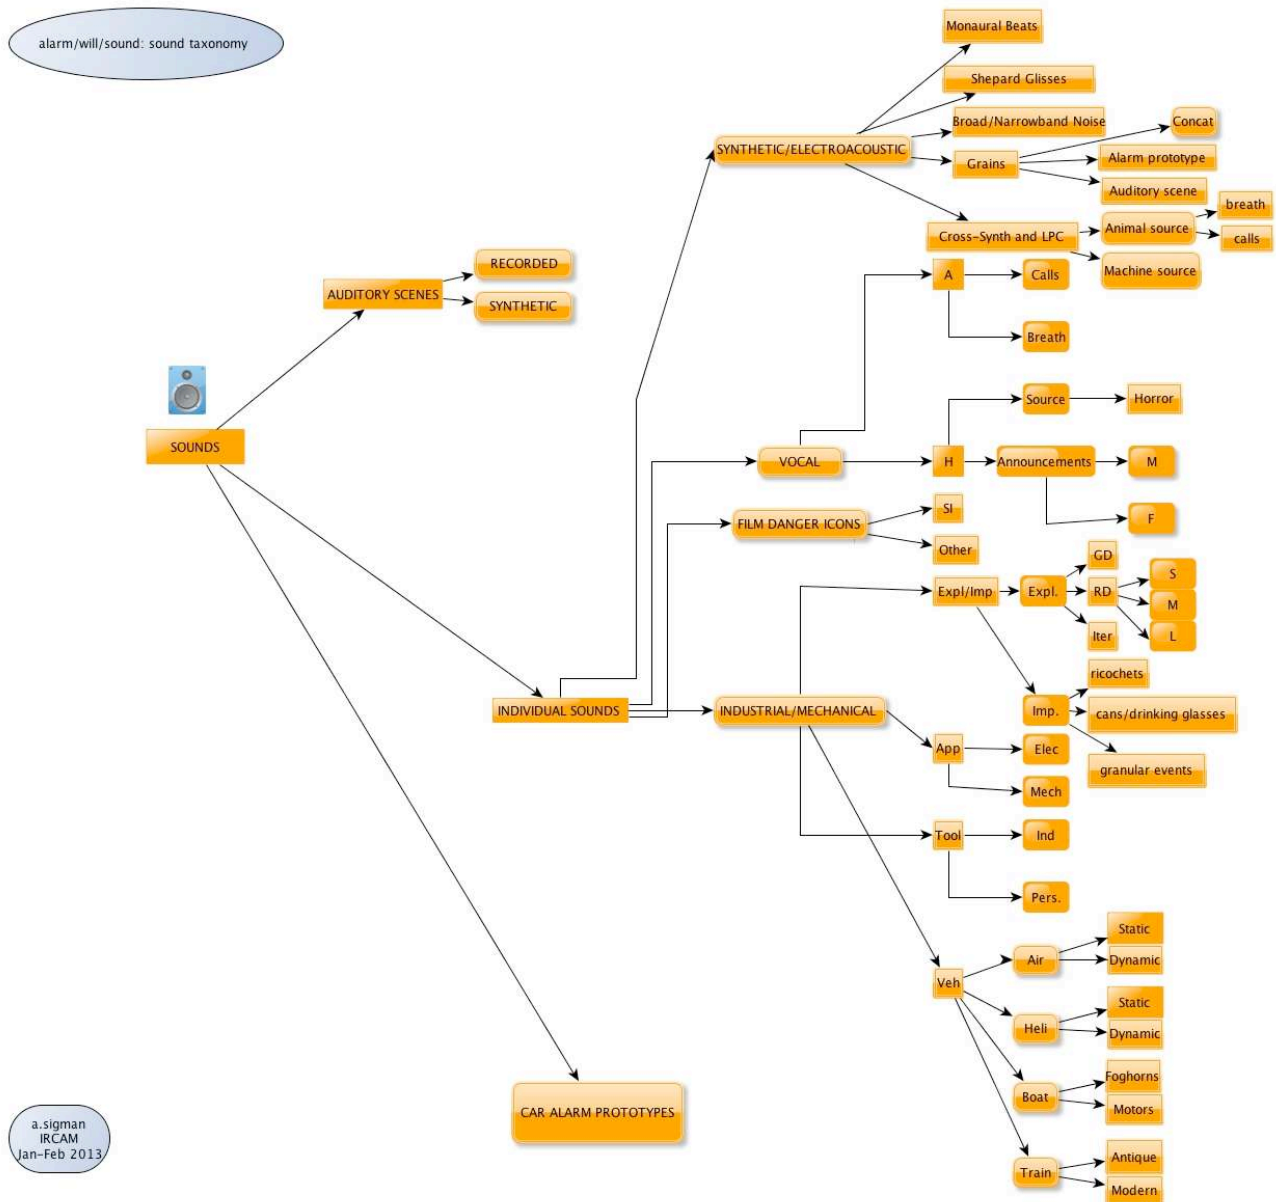 alarm/will/sound: sound taxonomy
Monaural Beats
Shepard Glisses
Broad/Narrowband Noise
Concat
SYNTHETIC/ELECTROACOUSTIC
Grains
Alarm prototype
Auditory scene
breath
Cross-Synth and LPC
Animal source
calls
Machine source
RECORDED
AUDITORY SCENES
SYNTHETIC
A
Calls
Breath
Source
Horror
SOUNDS
VOCAL
H
Announcements
M
F
FILM DANGER ICONS
SI
Other
GD
Expl/Imp
Expl.
RD
S
M
L
Iter
ricochets
INDIVIDUAL SOUNDS
INDUSTRIAL/MECHANICAL
Imp.
cans/drinking glasses
granular events
App
Elec
Mech
Tool
Ind
Pers.
Static
Air
Dynamic
Veh
Static
Heli
Dynamic
Foghorns
Boat
Motors
CAR ALARM PROTOTYPES
Antique
Train
Modern
a.sigman
IRCAM
Jan-Feb 2013